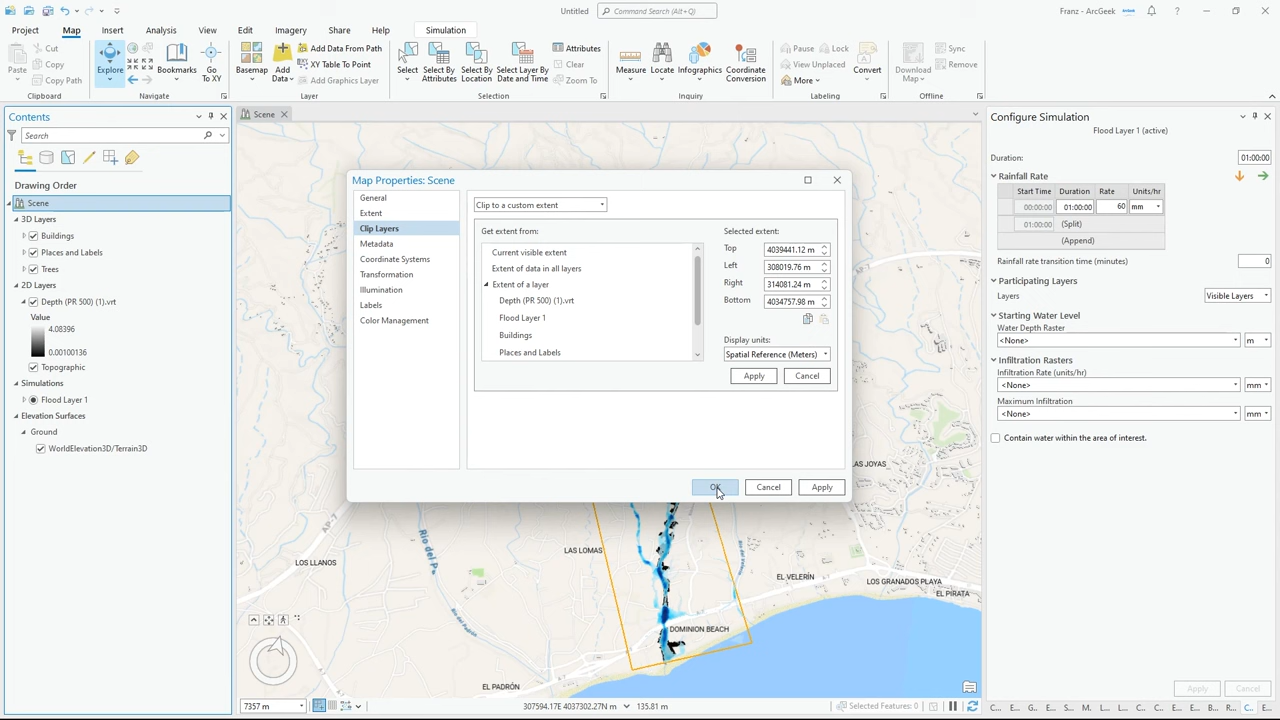 Untitled
Command Search (Alt+Q)
Franz - ArcGeek
Project
Map
Insert
Analysis
View
Edit
Imagery
Share
Help
Simulation
Paste
Cut
Copy
Copy Path
Clipboard
Explore
Bookmarks
Go To XY
Navigate
Basemap
Add Data
Add Data From Path
XY Table To Point
Add Graphics Layer
Layer
Select
Select By Attributes
Select By Location
Select Layer By Date and Time
Attributes
Clear
Zoom To
Selection
Measure
Locate
Infographics
Coordinate Conversion
Inquiry
Pause
Lock
View Unplaced
More
Convert
Labeling
Download Map
Sync
Remove
Offline
Contents
Search
Drawing Order
Scene
3D Layers
Buildings
Places and Labels
Trees
2D Layers
Depth (PR 500) (1).vrt
Value
4.08396
0.00100136
Topographic
Simulations
Flood Layer 1
Elevation Surfaces
Ground
WorldElevation3D/Terrain3D
Scene
Map Properties: Scene
General
Extent
Clip Layers
Metadata
Coordinate Systems
Transformation
Illumination
Labels
Color Management
Clip to a custom extent
Get extent from:
Current visible extent
Extent of data in all layers
Extent of a layer
Depth (PR 500) (1).vrt
Flood Layer 1
Buildings
Places and Labels
Selected extent:
Top 4039441.12 m
Left 308019.76 m
Right 314081.24 m
Bottom 4034757.98 m
Display units:
Spatial Reference (Meters)
Apply
Cancel
OK
Cancel
Apply
LAS JOYAS
LOS LLANOS
Rio del P
LAS LOMAS
EL VELERÍN
LOS GRANADOS PLAYA
EL PIRATA
DOMINION BEACH
EL PADRÓN
7357 m
307594.17E 4037302.27N m
135.81 m
Selected Features: 0
Configure Simulation
Flood Layer 1 (active)
Duration:
01:00:00
Rainfall Rate
Start Time Duration Rate Units/hr
00:00:00 01:00:00 60 mm
01:00:00 (Split)
(Append)
Rainfall rate transition time (minutes)
0
Participating Layers
Layers
Visible Layers
Starting Water Level
Water Depth Raster
<None>
m
Infiltration Rasters
Infiltration Rate (units/hr)
<None>
mm
Maximum Infiltration
<None>
mm
Contain water within the area of interest.
Apply
Cancel
C... E... G... E... S... M... L... L... C... C... E... E... B... R... C... E...